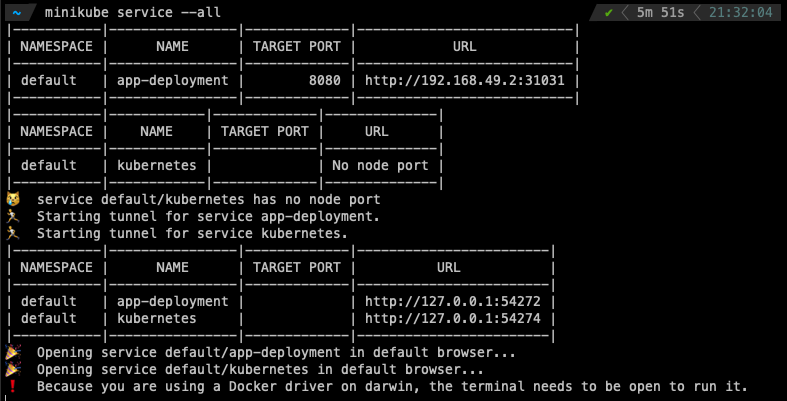 ~ minikube service --all ✔ 5m 51s 21:32:04
|-----------|----------------|-------------|---------------------------|
| NAMESPACE |      NAME      | TARGET PORT |            URL            |
|-----------|----------------|-------------|---------------------------|
| default   | app-deployment |        8080 | http://192.168.49.2:31031 |
|-----------|----------------|-------------|---------------------------|
|-----------|------------|-------------|--------------|
| NAMESPACE |    NAME    | TARGET PORT |     URL      |
|-----------|------------|-------------|--------------|
| default   | kubernetes |             | No node port |
|-----------|------------|-------------|--------------|
😿  service default/kubernetes has no node port
🏃  Starting tunnel for service app-deployment.
🏃  Starting tunnel for service kubernetes.
|-----------|----------------|-------------|------------------------|
| NAMESPACE |      NAME      | TARGET PORT |          URL           |
|-----------|----------------|-------------|------------------------|
| default   | app-deployment |             | http://127.0.0.1:54272 |
| default   | kubernetes     |             | http://127.0.0.1:54274 |
|-----------|----------------|-------------|------------------------|
🎉  Opening service default/app-deployment in default browser...
🎉  Opening service default/kubernetes in default browser...
❗  Because you are using a Docker driver on darwin, the terminal needs to be open to run it.